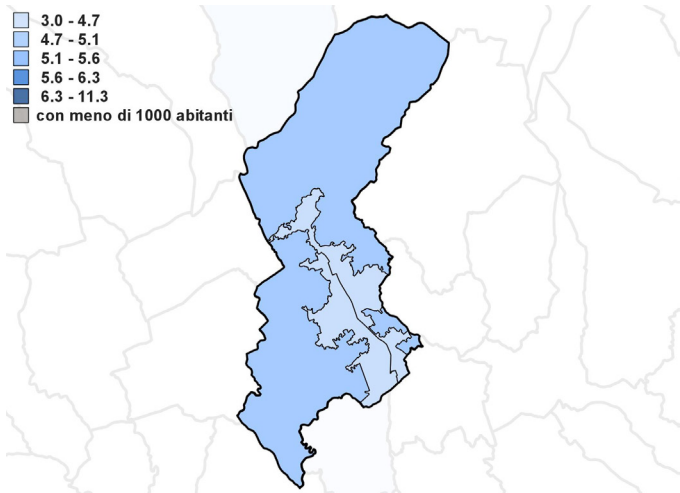 3.0 - 4.7
4.7 - 5.1
5.1 - 5.6
5.6 - 6.3
6.3 - 11.3
con meno di 1000 abitanti